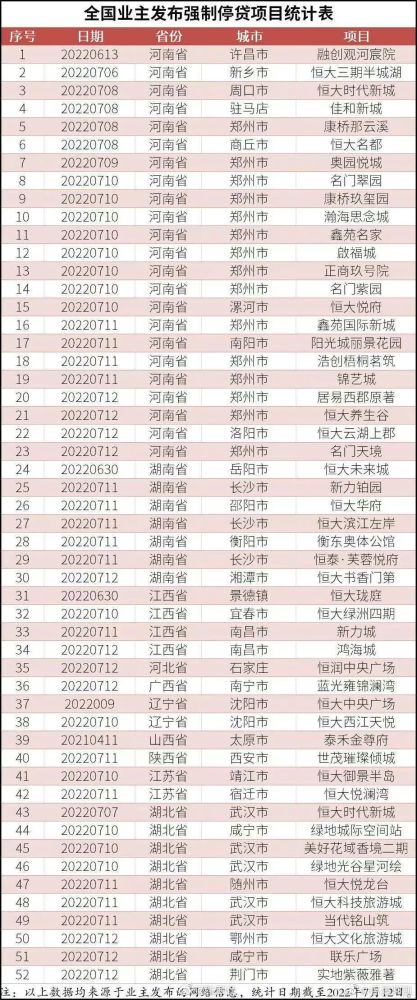 全国业主发布强制停贷项目统计表
序号 日期 省份 城市 项目
1 20220613 河南省 许昌市 融创观河宸院
2 20220706 河南省 新乡市 恒大三期半城湖
3 20220708 河南省 周口市 恒大时代新城
4 20220708 河南省 驻马店 佳和新城
5 20220708 河南省 郑州市 康桥那云溪
6 20220708 河南省 商丘市 恒大名都
7 20220709 河南省 郑州市 奥园悦城
8 20220710 河南省 郑州市 名门翠园
9 20220710 河南省 郑州市 康桥玖玺园
10 20220710 河南省 郑州市 瀚海思念城
11 20220710 河南省 郑州市 鑫苑名家
12 20220710 河南省 郑州市 啟福城
13 20220710 河南省 郑州市 正商玖号院
14 20220710 河南省 郑州市 名门紫园
15 20220710 河南省 漯河市 恒大悦府
16 20220711 河南省 郑州市 鑫苑国际新城
17 20220711 河南省 南阳市 阳光城丽景花园
18 20220711 河南省 郑州市 浩创梧桐茗筑
19 20220711 河南省 郑州市 锦艺城
20 20220712 河南省 郑州市 居易西郡原著
21 20220712 河南省 郑州市 恒大养生谷
22 20220712 河南省 洛阳市 恒大云湖上郡
23 20220712 河南省 郑州市 名门天境
24 20220630 湖南省 岳阳市 恒大未来城
25 20220711 湖南省 长沙市 新力铂园
26 20220711 湖南省 邵阳市 恒大华府
27 20220711 湖南省 长沙市 恒大滨江左岸
28 20220711 湖南省 衡阳市 衡东奥体公馆
29 20220711 湖南省 长沙市 恒泰·芙蓉悦府
30 20220712 湖南省 湘潭市 恒大书香门第
31 20220630 江西省 景德镇 恒大珑庭
32 20220710 江西省 宜春市 恒大绿洲四期
33 20220711 江西省 南昌市 新力城
34 20220712 江西省 南昌市 鸿海城
35 20220712 河北省 石家庄 恒润中央广场
36 20220712 广西省 南宁市 蓝光雍锦澜湾
37 2022009 辽宁省 沈阳市 恒大中央广场
38 20220710 辽宁省 沈阳市 恒大西江天悦
39 20210411 山西省 太原市 泰禾金尊府
40 20220711 陕西省 西安市 世茂璀璨倾城
41 20220710 江苏省 靖江市 恒大御景半岛
42 20220711 江苏省 宿迁市 恒大悦澜湾
43 20220707 湖北省 武汉市 恒大时代新城
44 20220710 湖北省 咸宁市 绿地城际空间站
45 20220710 湖北省 武汉市 美好花域香境二期
46 20220710 湖北省 武汉市 绿地光谷星河绘
47 20220711 湖北省 随州市 恒大悦龙台
48 20220711 湖北省 武汉市 恒大科技旅游城
49 20220711 湖北省 武汉市 当代铭山筑
50 20220712 湖北省 鄂州市 恒大文化旅游城
51 20220712 湖北省 咸宁市 联乐广场
52 20220712 湖北省 荆门市 实地紫薇雅著
注：以上数据均来源于业主发布的网络信息，统计日期截至2022年7月12日。